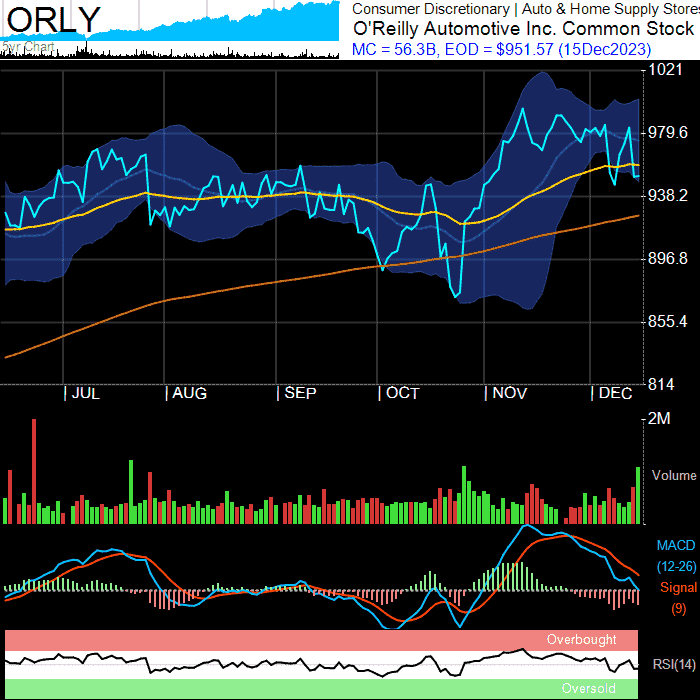 ORLY
5yr Chart
Consumer Discretionary | Auto & Home Supply Stores
O'Reilly Automotive Inc. Common Stock
MC = 56.3B, EOD = $951.57 (15Dec2023)
1021
979.6
938.2
896.8
855.4
814
| JUL | AUG | SEP | OCT | NOV | DEC
2M
Volume
MACD
(12-26)
Signal
(9)
Overbought
RSI(14)
Oversold